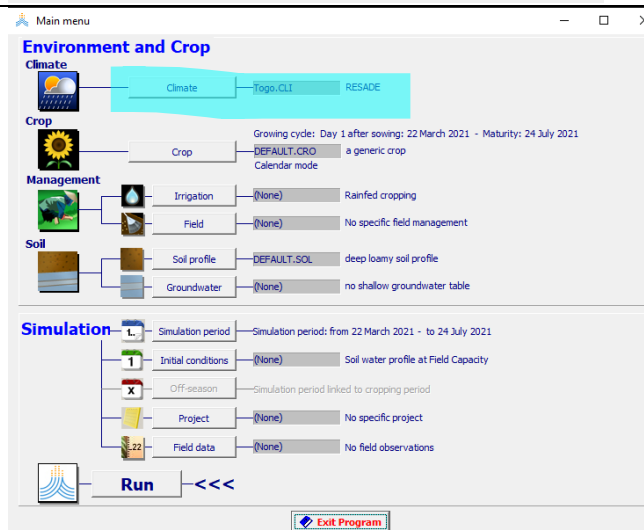 Main menu
Environment and Crop
Climate
Climate Togo.CLI RESADE
Crop
Growing cycle: Day 1 after sowing: 22 March 2021 - Maturity: 24 July 2021
Crop DEFAULT.CRO a generic crop
Calendar mode
Management
Irrigation (None) Rainfed cropping
Field (None) No specific field management
Soil
Soil profile DEFAULT.SOL deep loamy soil profile
Groundwater (None) no shallow groundwater table
Simulation
1.. Simulation period Simulation period: from 22 March 2021 - to 24 July 2021
1 Initial conditions (None) Soil water profile at Field Capacity
X Off-season Simulation period linked to cropping period
Project (None) No specific project
..22 Field data (None) No field observations
Run <<<
Exit Program